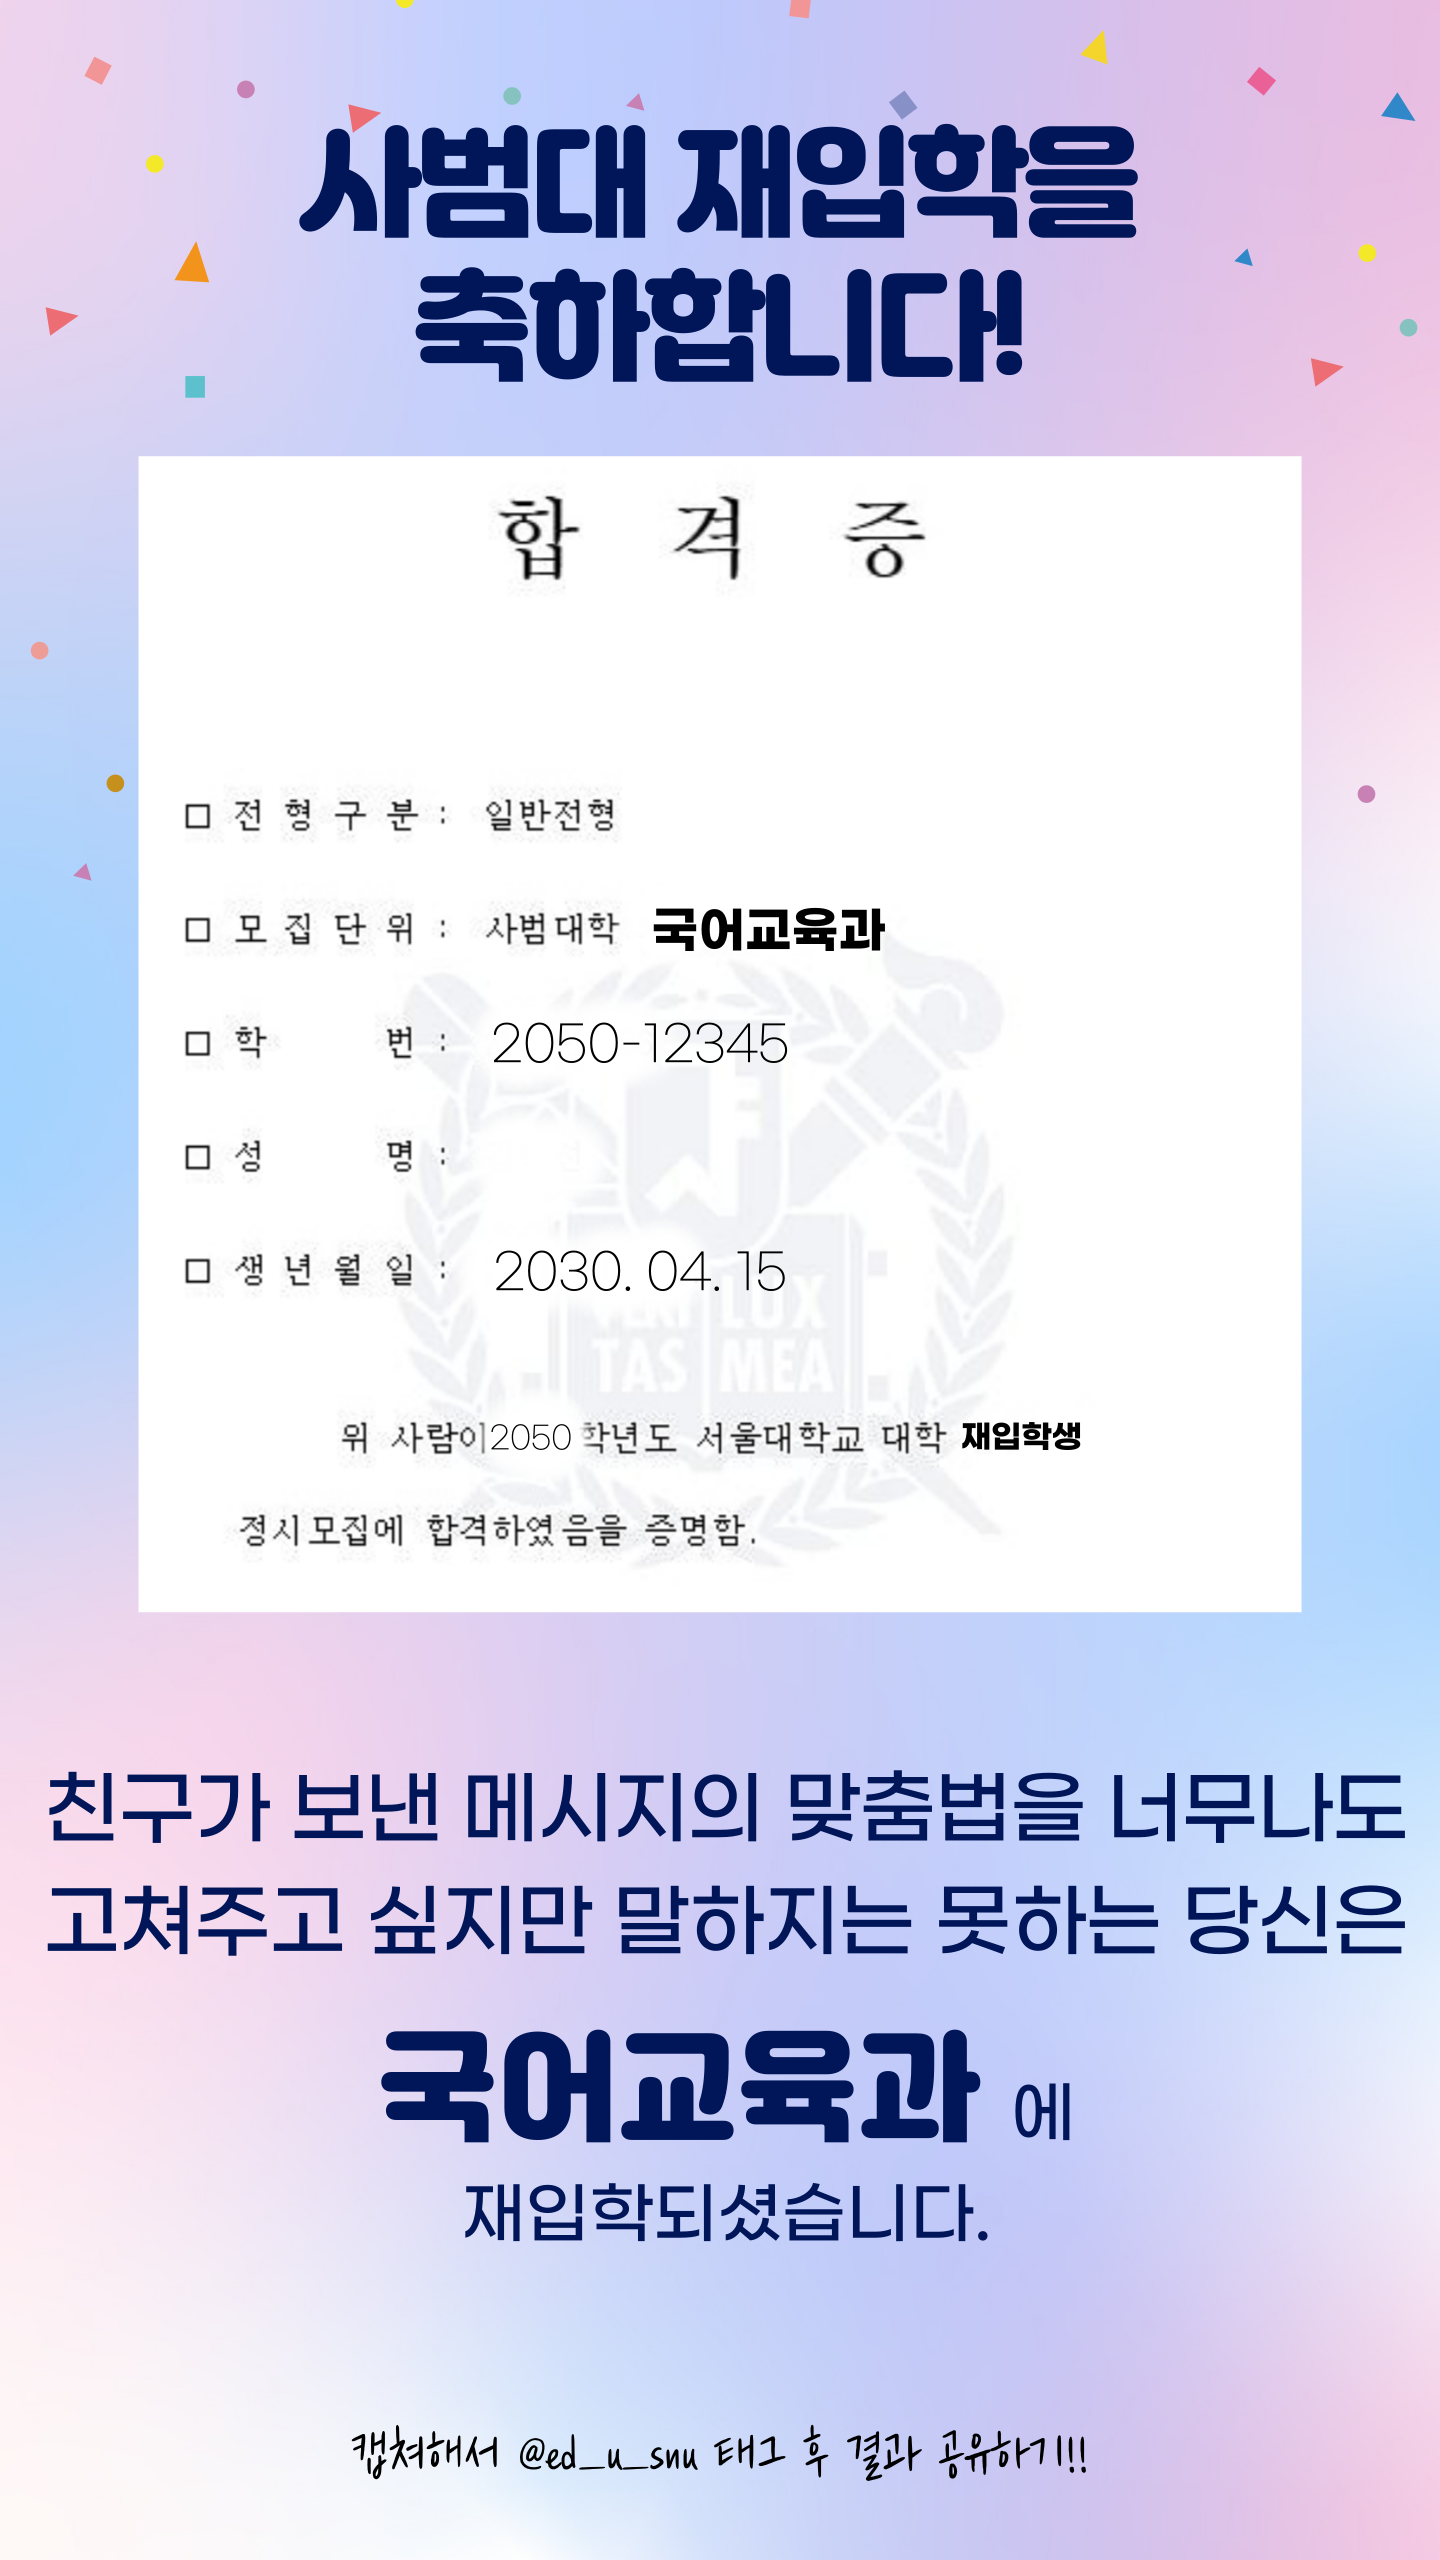 사범대 재입학을
축하합니다!
합 격 증
□ 전 형 구 분 : 일반전형
□ 모 집 단 위 : 사범대학 국어교육과
□ 학 번 : 2050-12345
□ 성 명 :
□ 생 년 월 일 : 2030. 04. 15
VERI LUX
TAS MEA
위 사람이 2050 학년도 서울대학교 대학 재입학생
정시모집에 합격하였음을 증명함.
친구가 보낸 메시지의 맞춤법을 너무나도
고쳐주고 싶지만 말하지는 못하는 당신은
국어교육과 에
재입학되셨습니다.
캡쳐해서 @ed_u_snu 태그 후 결과 공유하기!!!